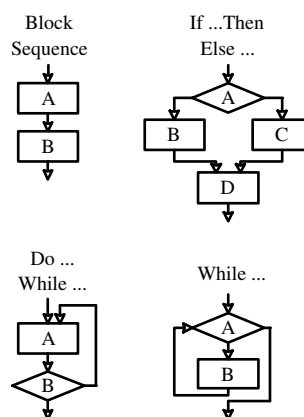 Block
Sequence
A
B
If ...Then
Else ...
A
B
C
D
Do ...
While ...
A
B
While ...
A
B